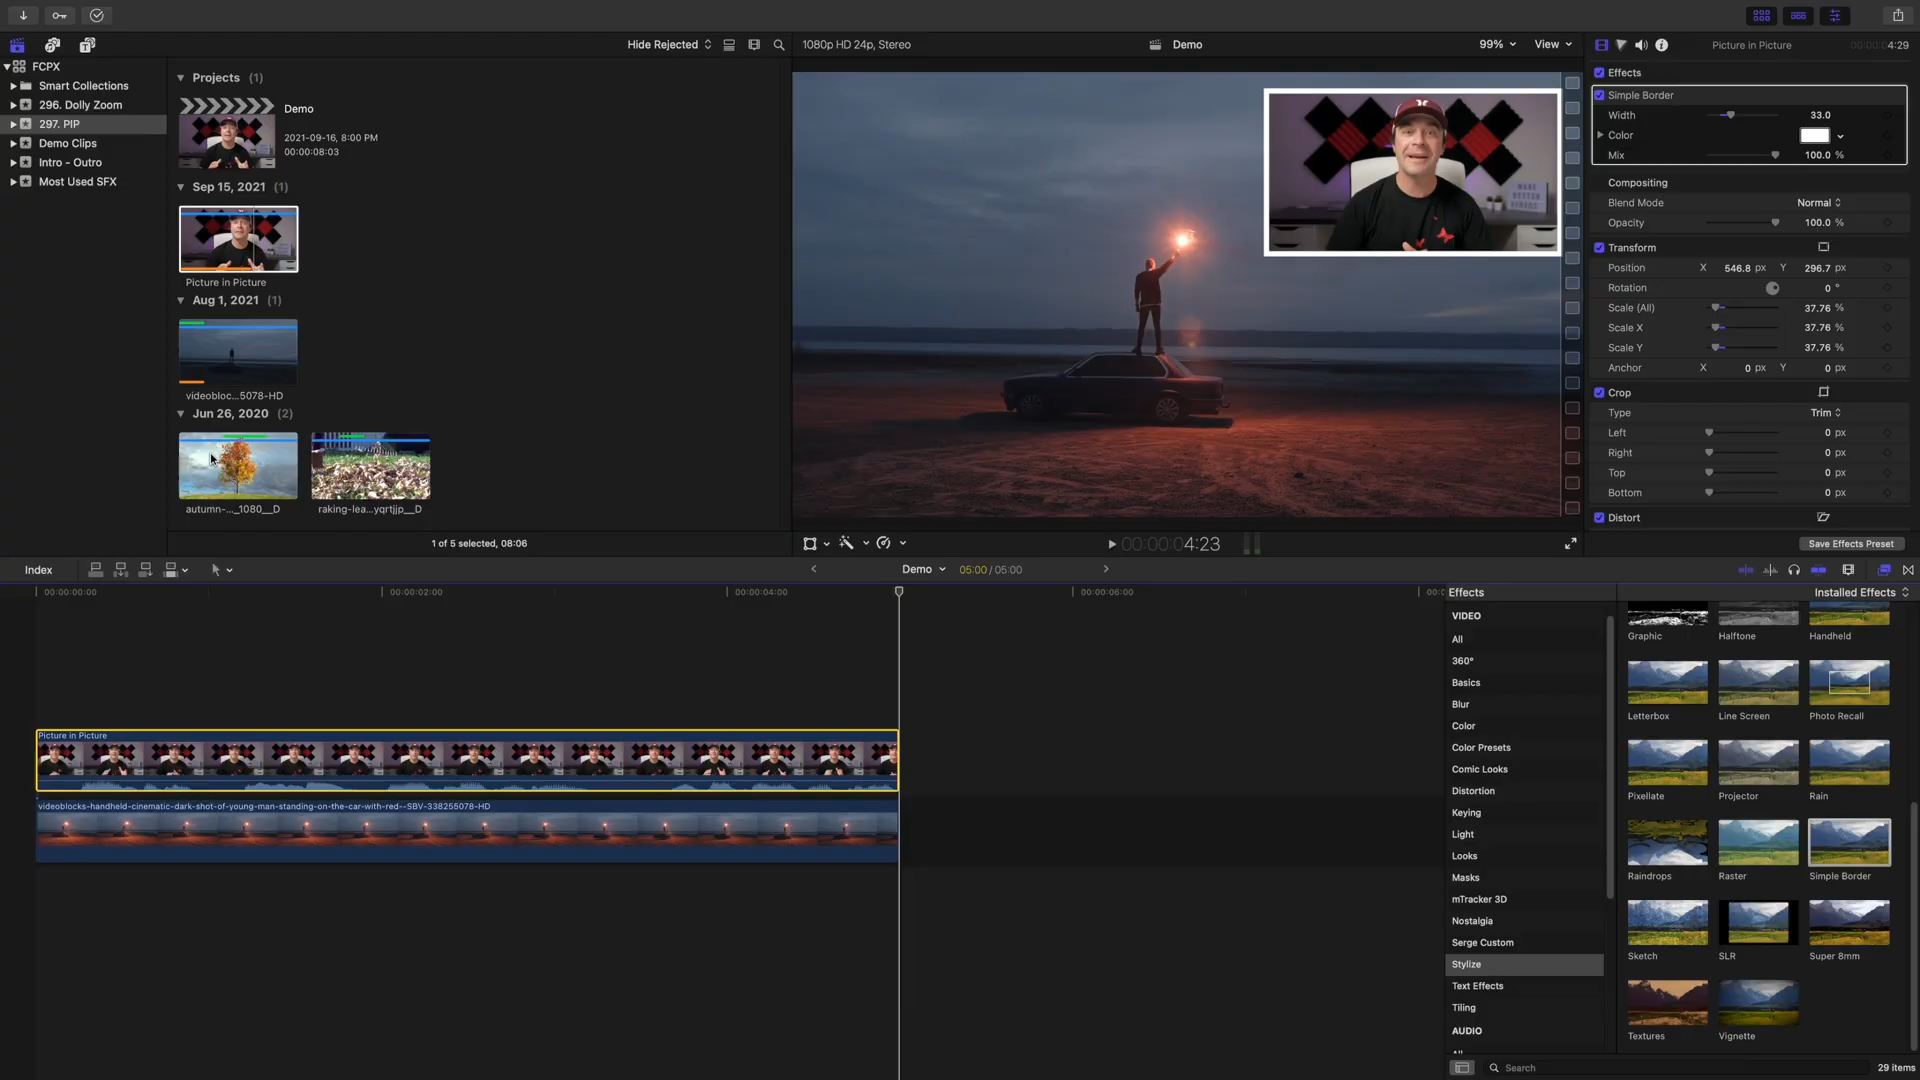 Hide Rejected
1080p HD 24p, Stereo
Demo
99%
View
Picture in Picture
4:29
FCPX
Smart Collections
296. Dolly Zoom
297. PIP
Demo Clips
Intro - Outro
Most Used SFX
Projects (1)
Demo
2021-09-16, 8:00 PM
00:00:08:03
Sep 15, 2021 (1)
Picture in Picture
Aug 1, 2021 (1)
videobloc...5078-HD
Jun 26, 2020 (2)
autumn-..._1080__D
raking-lea...yqrtjjp__D
1 of 5 selected, 08:06
MAKE
BETTER
VIDEOS
00:00:04:23
Effects
Simple Border
Width 33.0
Color
Mix 100.0 %
Compositing
Blend Mode Normal
Opacity 100.0 %
Transform
Position X 546.8 px Y 296.7 px
Rotation 0 °
Scale (All) 37.76 %
Scale X 37.76 %
Scale Y 37.76 %
Anchor X 0 px Y 0 px
Crop
Type Trim
Left 0 px
Right 0 px
Top 0 px
Bottom 0 px
Distort
Save Effects Preset
Index
Demo
05:00 / 05:00
00:00:00:00
00:00:02:00
00:00:04:00
00:00:06:00
Picture in Picture
videoblocks-handheld-cinematic-dark-shot-of-young-man-standing-on-the-car-with-red--SBV-338255078-HD
Effects
Installed Effects
VIDEO
All
360°
Basics
Blur
Color
Color Presets
Comic Looks
Distortion
Keying
Light
Looks
Masks
mTracker 3D
Nostalgia
Serge Custom
Stylize
Text Effects
Tiling
AUDIO
Graphic
Halftone
Handheld
Letterbox
Line Screen
Photo Recall
Pixellate
Projector
Rain
Raindrops
Raster
Simple Border
Sketch
SLR
Super 8mm
Textures
Vignette
Search
29 items